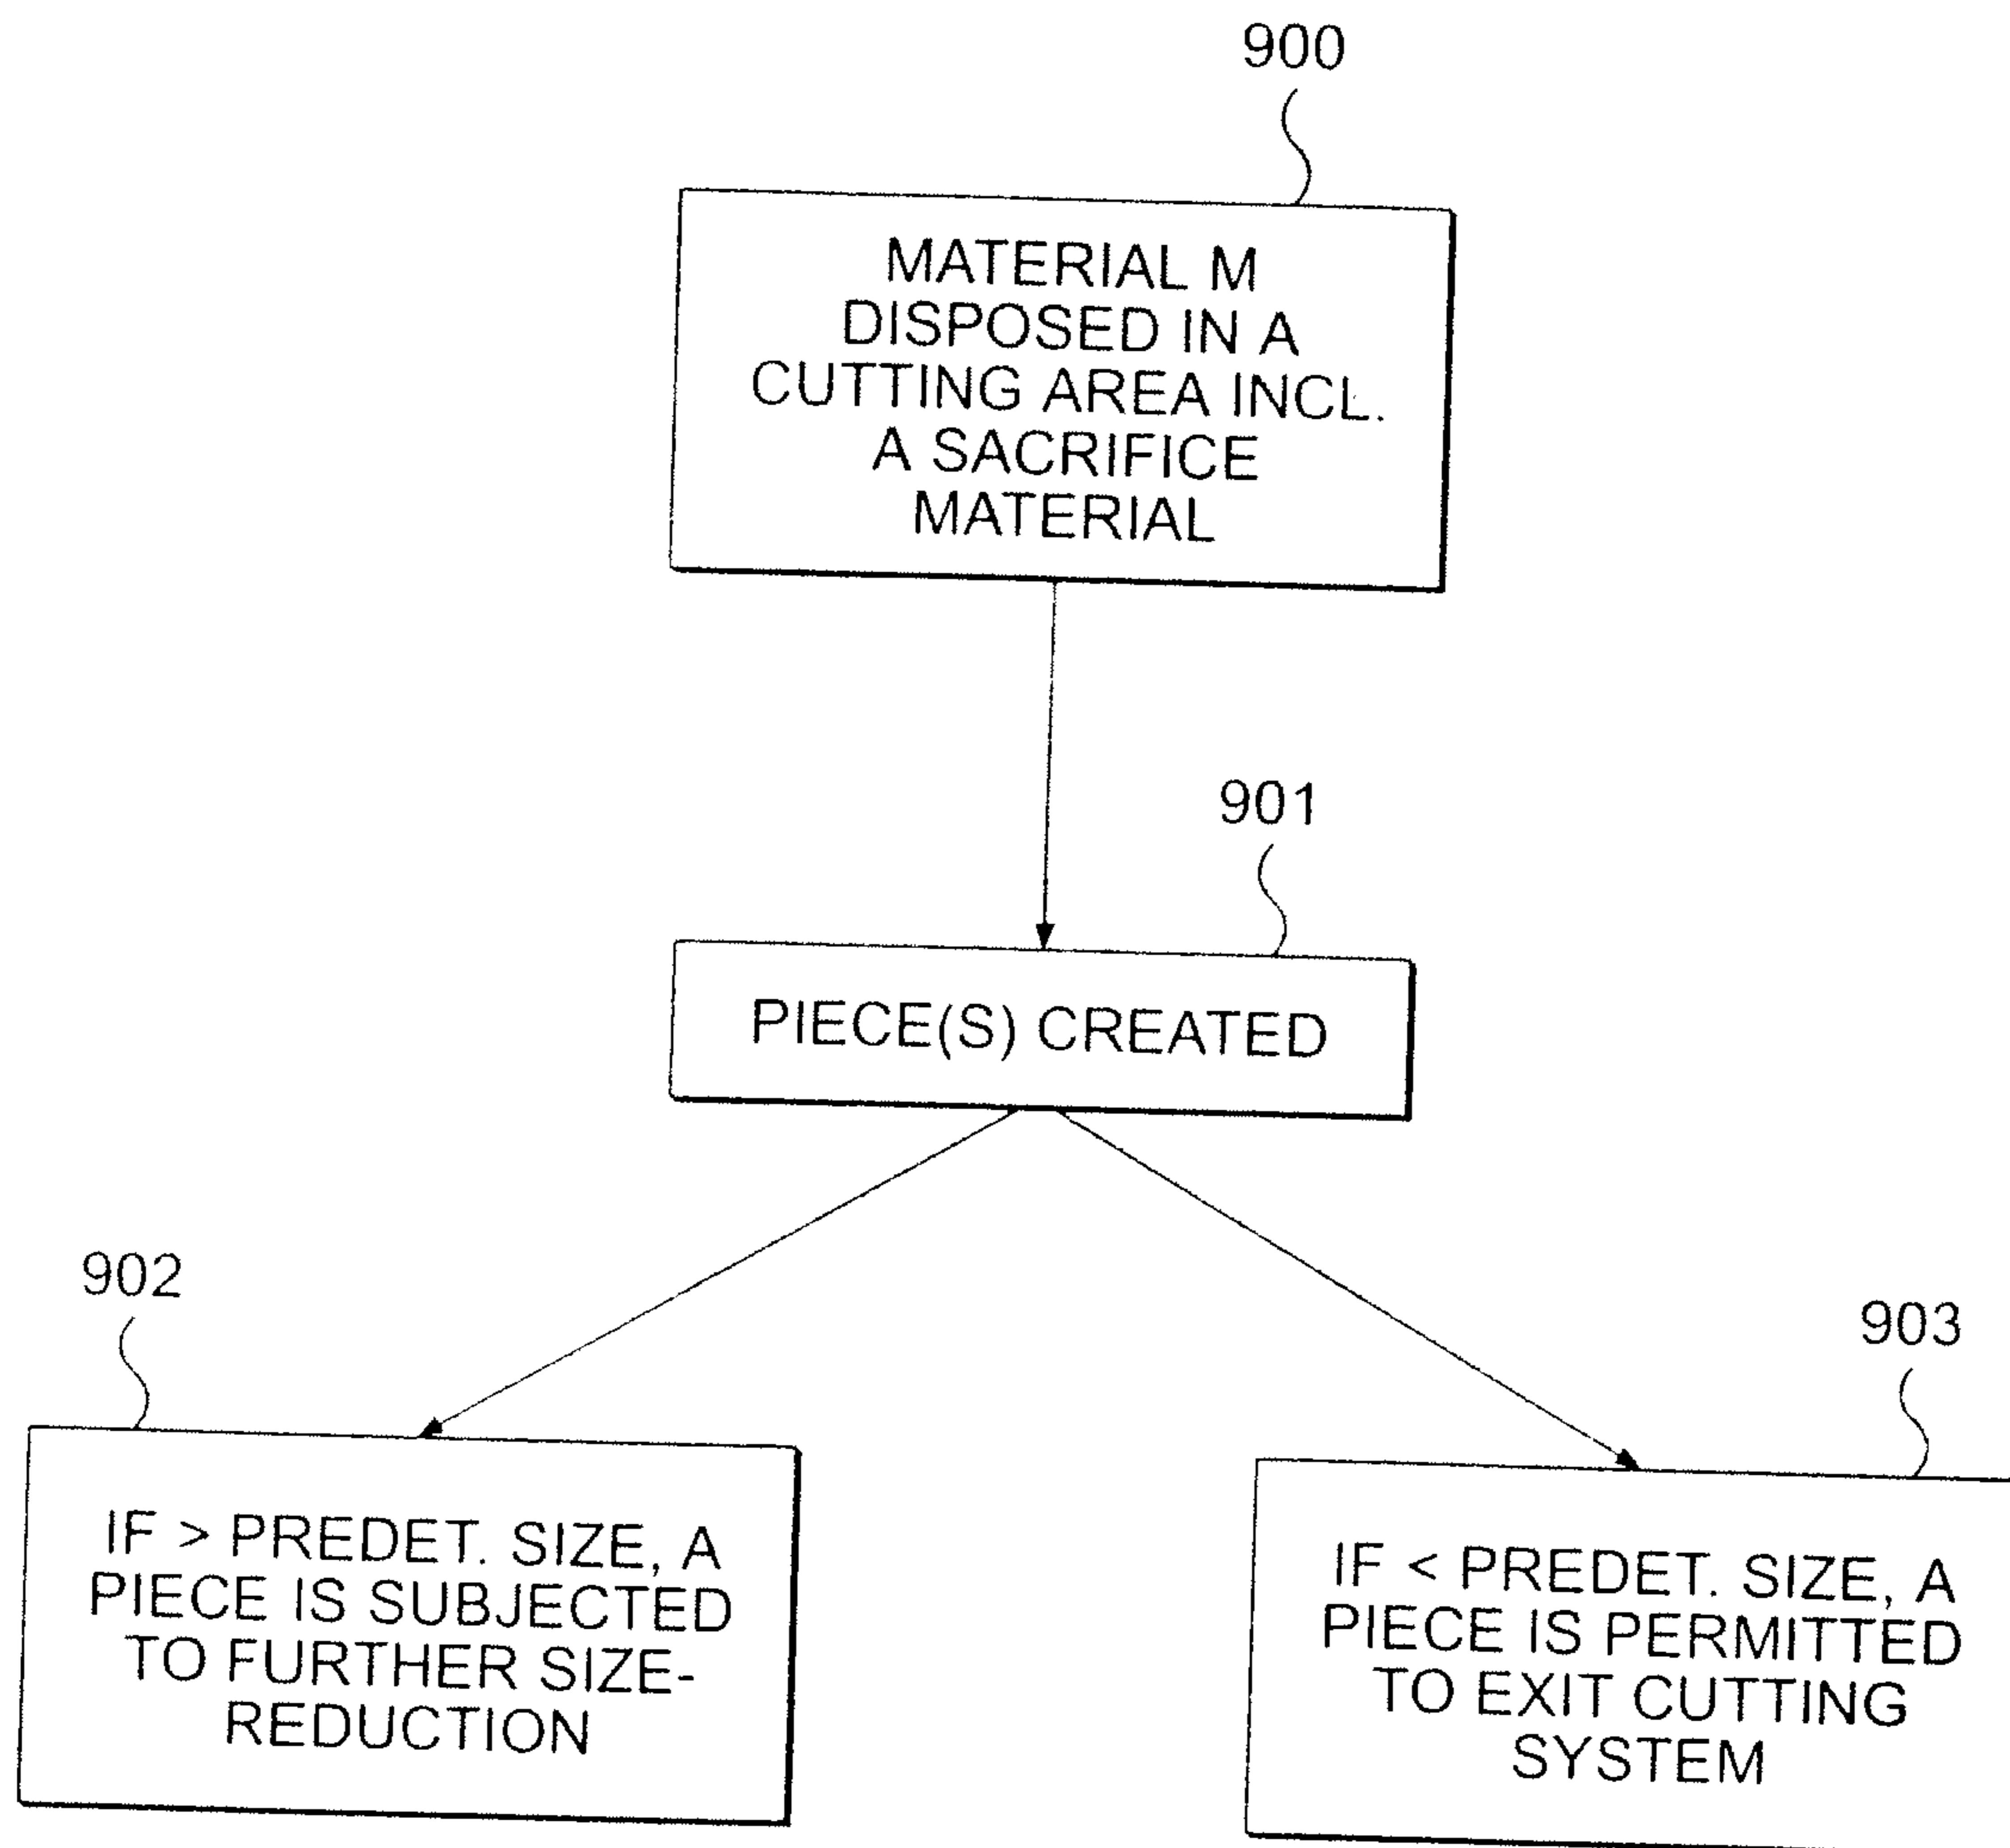 900
MATERIAL M
DISPOSED IN A
CUTTING AREA INCL.
A SACRIFICE
MATERIAL
901
PIECE(S) CREATED
902
IF > PREDET. SIZE, A
PIECE IS SUBJECTED
TO FURTHER SIZE-
REDUCTION
903
IF < PREDET. SIZE, A
PIECE IS PERMITTED
TO EXIT CUTTING
SYSTEM